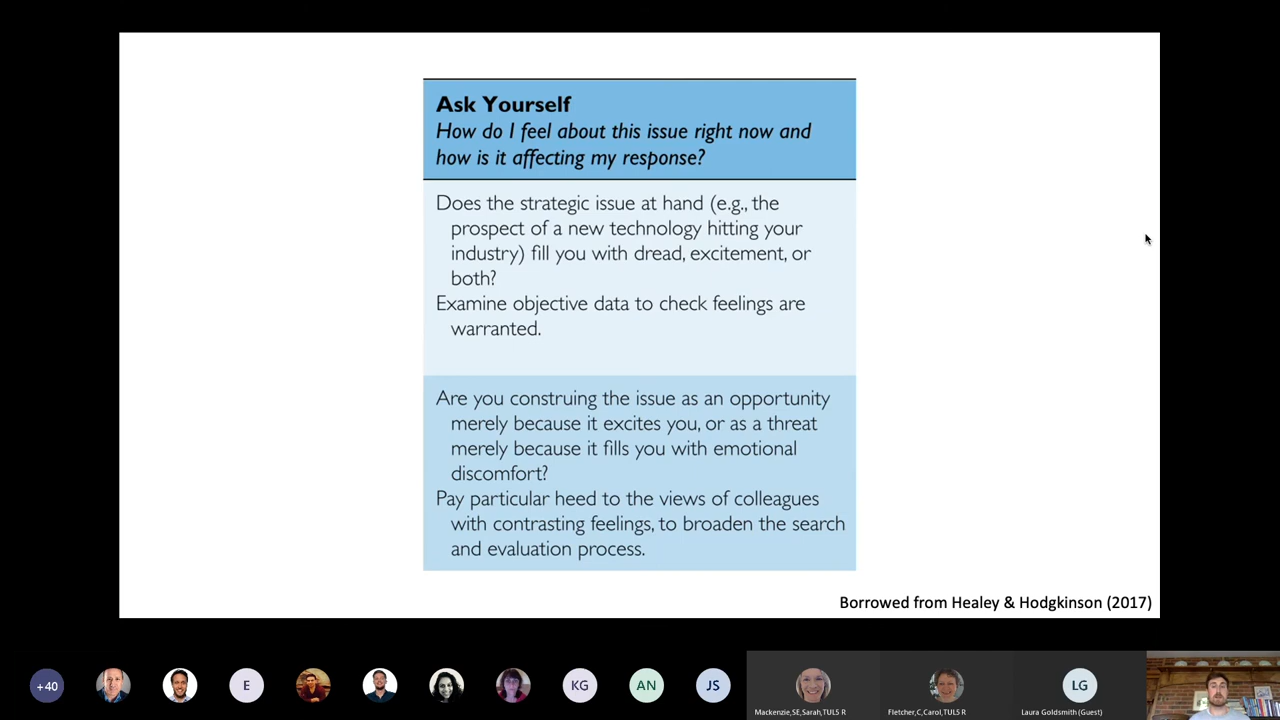 Ask Yourself
How do I feel about this issue right now and
how is it affecting my response?
Does the strategic issue at hand (e.g., the
prospect of a new technology hitting your
industry) fill you with dread, excitement, or
both?
Examine objective data to check feelings are
warranted.
Are you construing the issue as an opportunity
merely because it excites you, or as a threat
merely because it fills you with emotional
discomfort?
Pay particular heed to the views of colleagues
with contrasting feelings, to broaden the search
and evaluation process.
Borrowed from Healey & Hodgkinson (2017)
+40
E
KG
AN
JS
LG
Mackenzie,SE,Sarah,TUL5 R
Fletcher,C,Carol,TUL5 R
Laura Goldsmith (Guest)